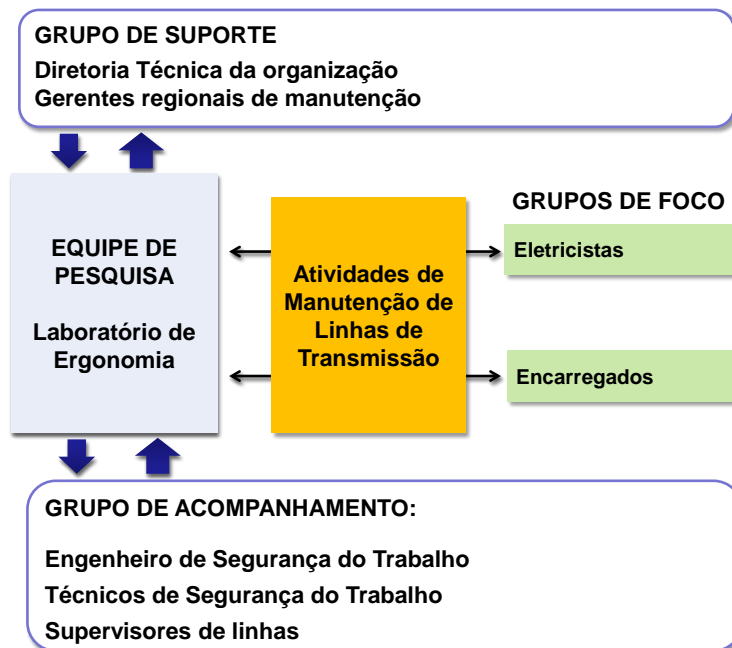 GRUPO DE SUPORTE
Diretoria Técnica da organização
Gerentes regionais de manutenção
EQUIPE DE
PESQUISA
Laboratório de
Ergonomia
Atividades de
Manutenção de
Linhas de
Transmissão
GRUPOS DE FOCO
Eletricistas
Encarregados
GRUPO DE ACOMPANHAMENTO:
Engenheiro de Segurança do Trabalho
Técnicos de Segurança do Trabalho
Supervisores de linhas